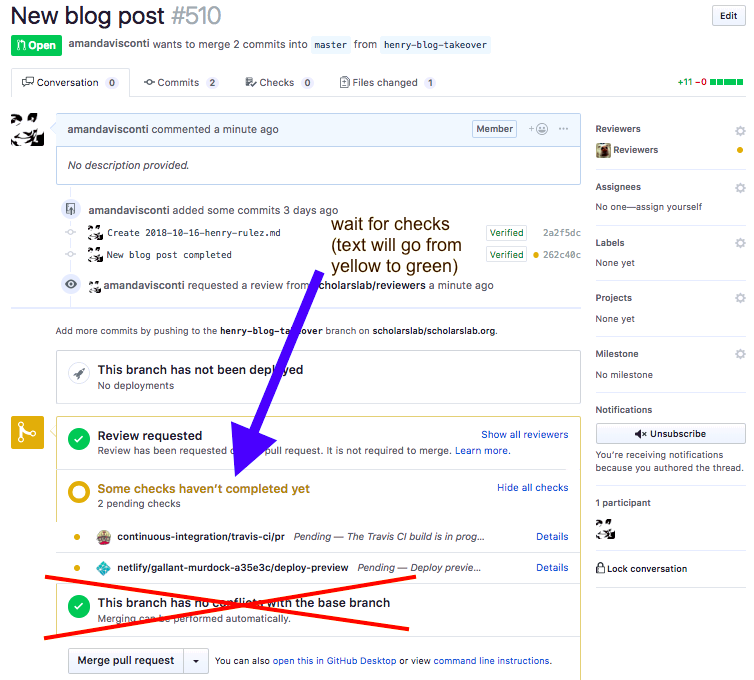 New blog post #510
Edit
Open amandavisconti wants to merge 2 commits into master from henry-blog-takeover
Conversation 0 Commits 2 Checks 0 Files changed 1 +11 −0
amandavisconti commented a minute ago Member
No description provided.
amandavisconti added some commits 3 days ago
Create 2018-10-16-henry-rulez.md Verified 2a2f5dc
New blog post completed Verified 262c40c
amandavisconti requested a review from scholarslab/reviewers a minute ago
wait for checks
(text will go from
yellow to green)
Add more commits by pushing to the henry-blog-takeover branch on scholarslab/scholarslab.org.
This branch has not been deployed
No deployments
Review requested Show all reviewers
Review has been requested pull request. It is not required to merge. Learn more.
Some checks haven't completed yet Hide all checks
2 pending checks
continuous-integration/travis-ci/pr Pending — The Travis CI build is in prog... Details
netlify/gallant-murdock-a35e3c/deploy-preview Pending — Deploy previe... Details
This branch has no conflicts with the base branch
Merging can be performed automatically.
Merge pull request You can also open this in GitHub Desktop or view command line instructions.
Reviewers
Reviewers
Assignees
No one—assign yourself
Labels
None yet
Projects
None yet
Milestone
No milestone
Notifications
Unsubscribe
You're receiving notifications
because you authored the thread.
1 participant
Lock conversation